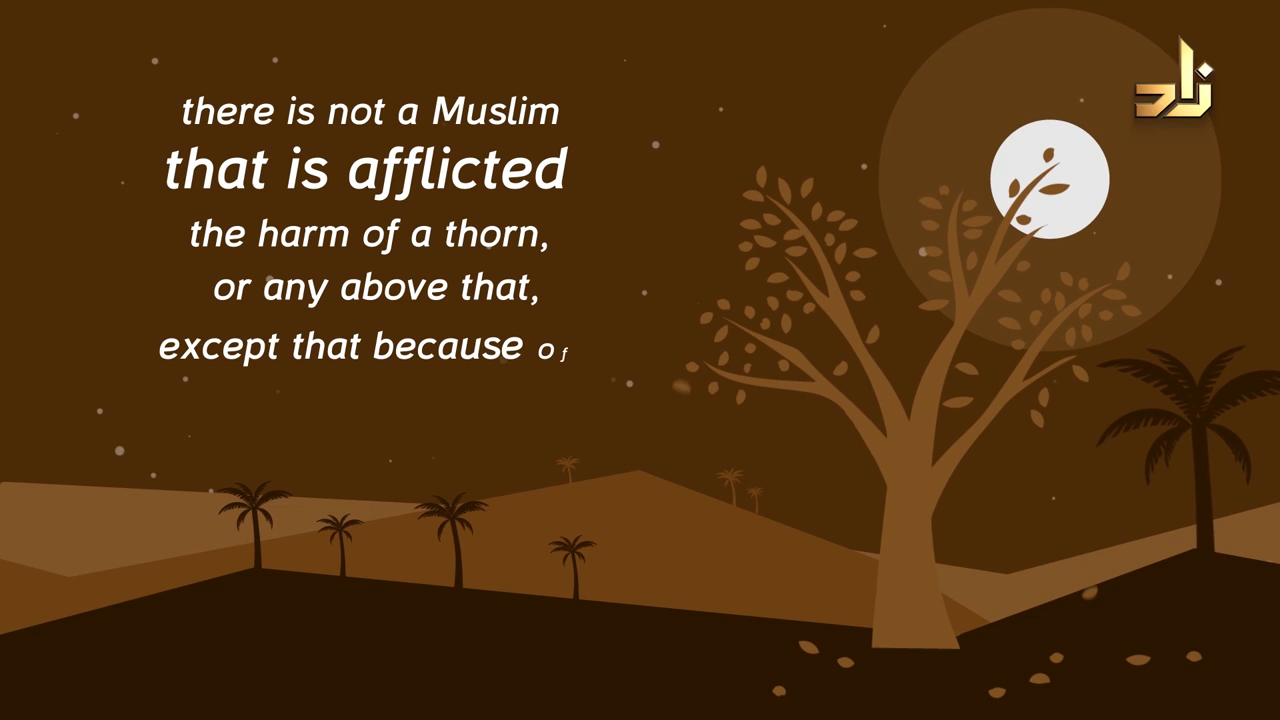 there is not a Muslim
that is afflicted
the harm of a thorn,
or any above that,
except that because of
زاد